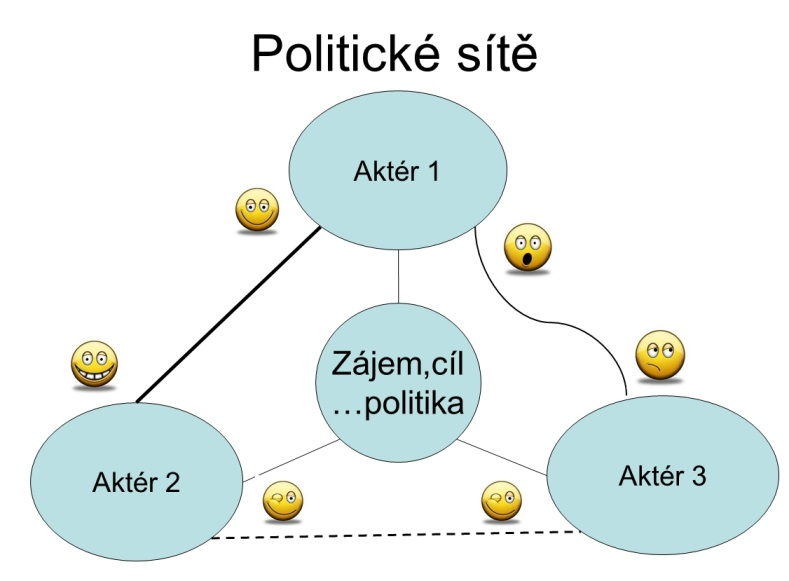 Politické sítě
Aktér 1
Zájem,cíl
…politika
Aktér 2
Aktér 3